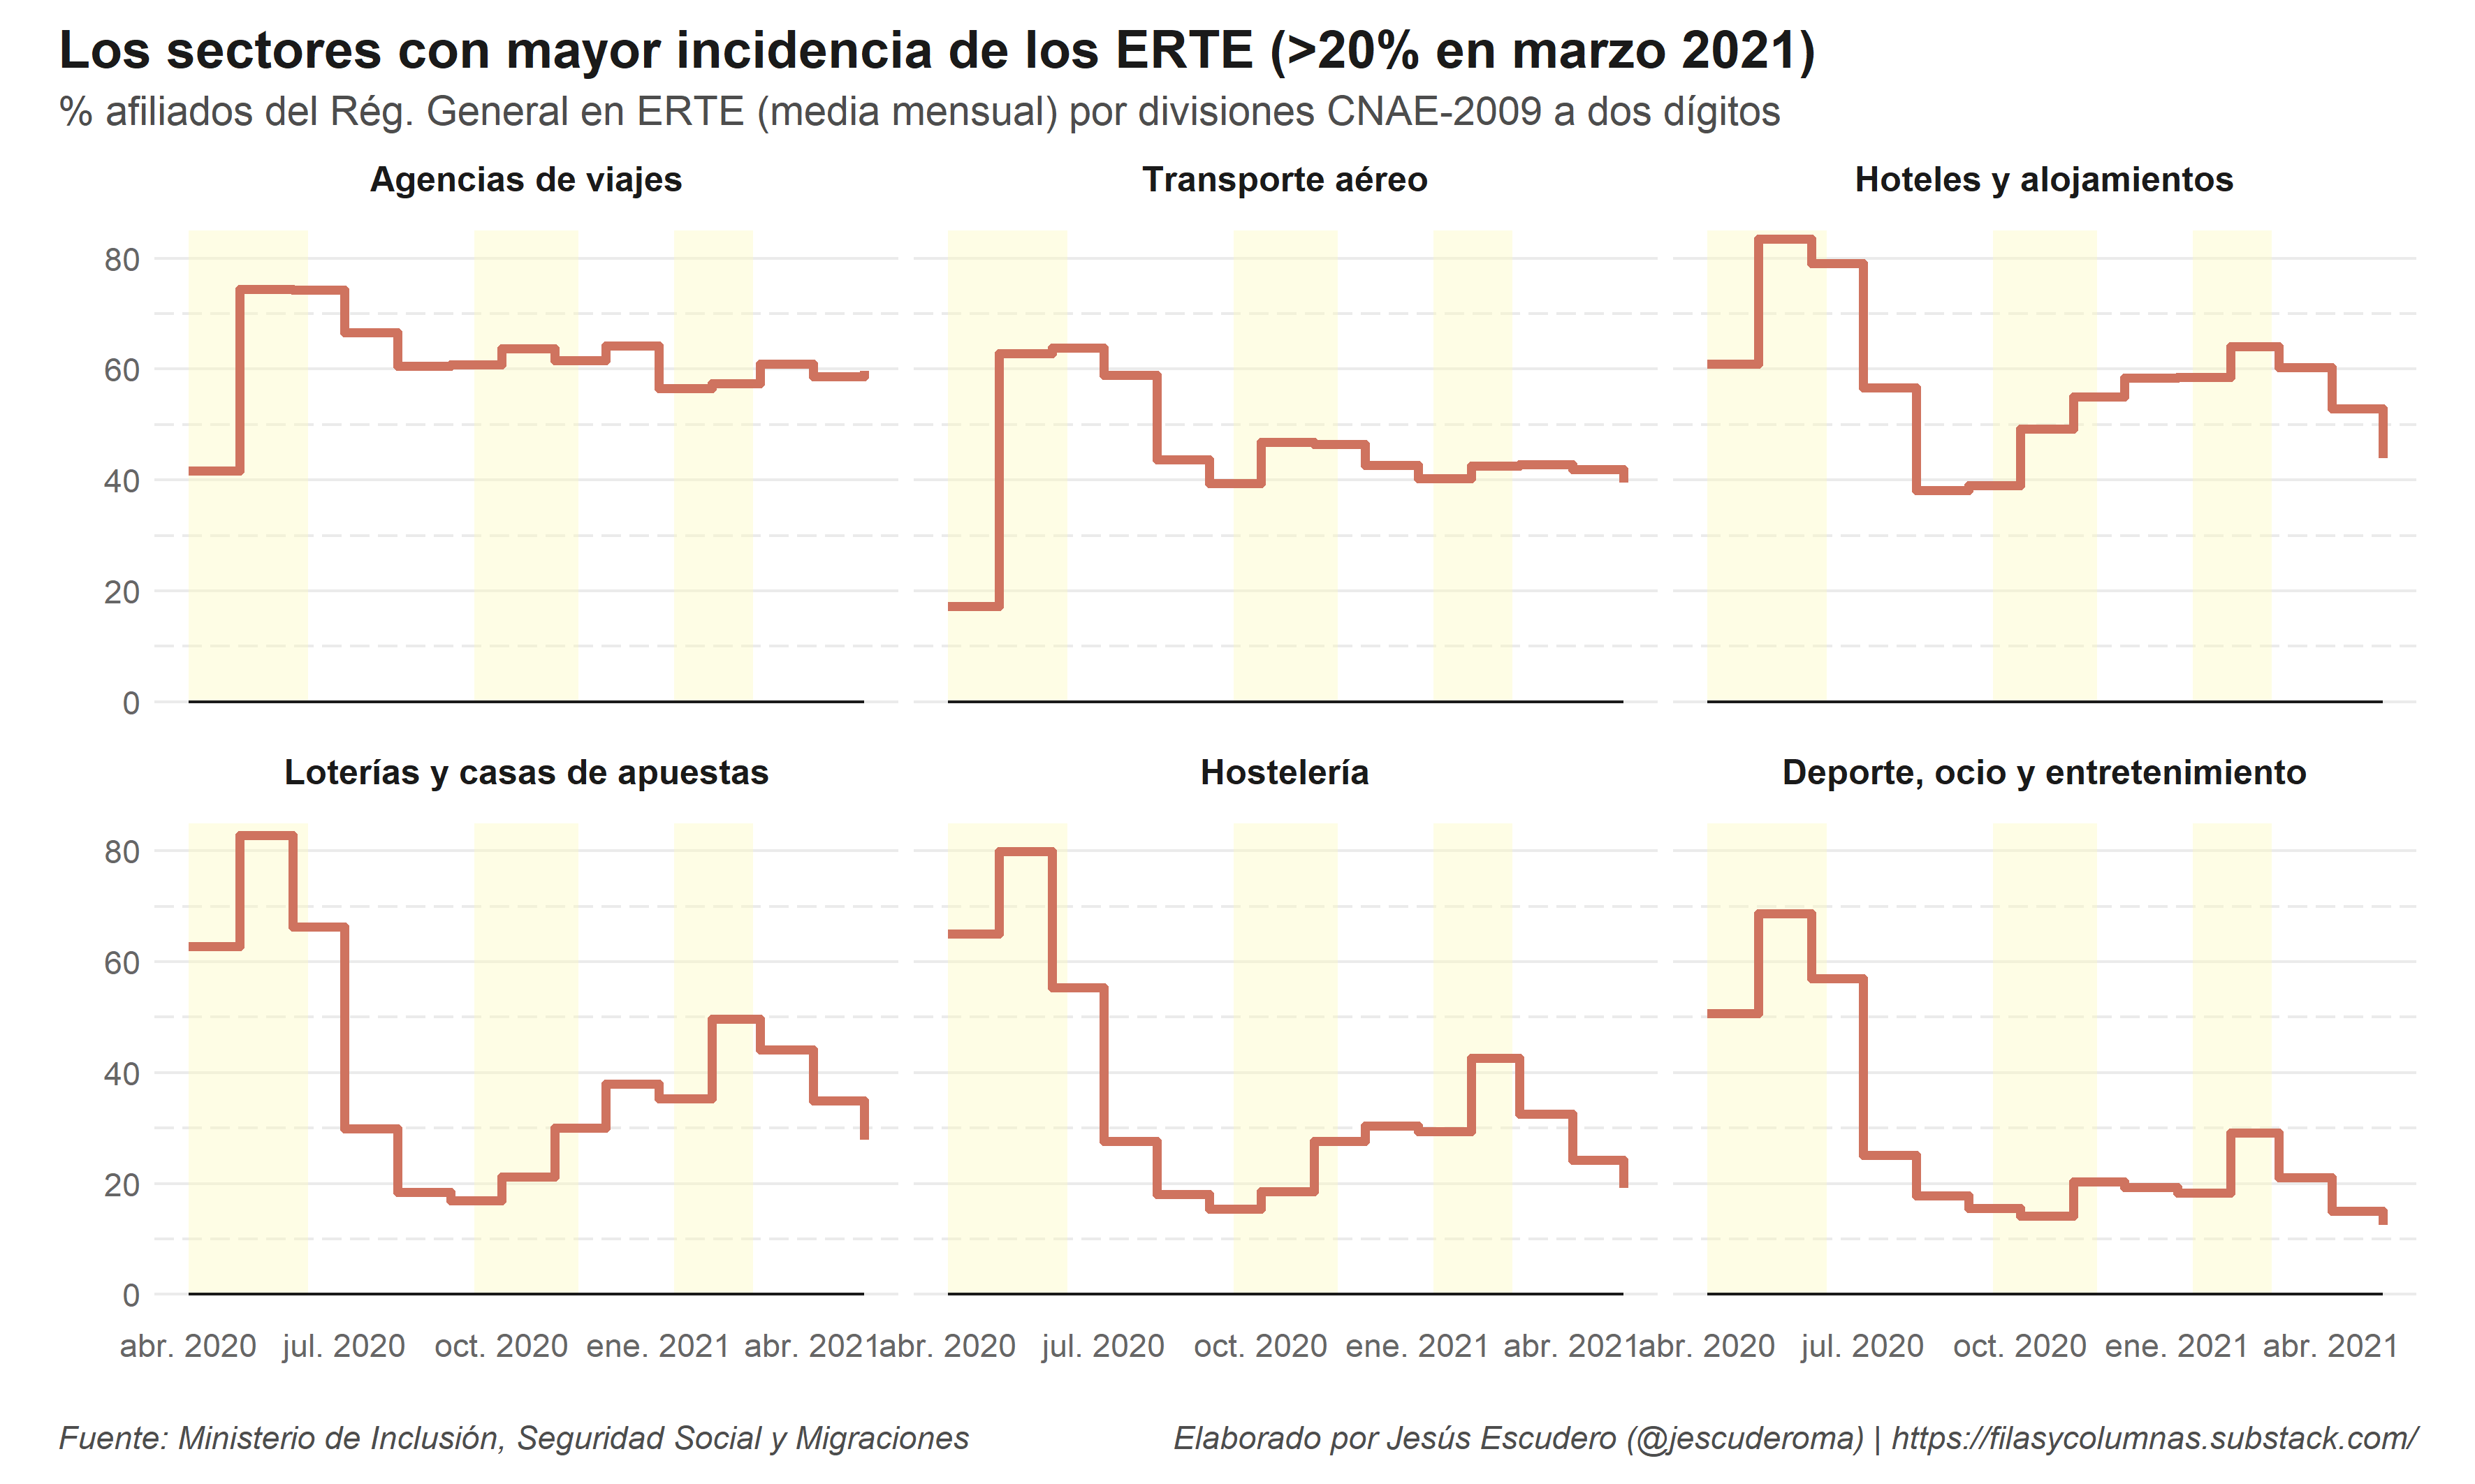 Los sectores con mayor incidencia de los ERTE (>20% en marzo 2021)
% afiliados del Rég. General en ERTE (media mensual) por divisiones CNAE-2009 a dos dígitos
Agencias de viajes
Transporte aéreo
Hoteles y alojamientos
80
60
40
20
0
Loterías y casas de apuestas
Hostelería
Deporte, ocio y entretenimiento
80
60
40
20
0
abr. 2020 jul. 2020 oct. 2020 ene. 2021 abr. 2021
abr. 2020 jul. 2020 oct. 2020 ene. 2021 abr. 2021
abr. 2020 jul. 2020 oct. 2020 ene. 2021 abr. 2021
Fuente: Ministerio de Inclusión, Seguridad Social y Migraciones
Elaborado por Jesús Escudero (@jescuderoma) | https://filasycolumnas.substack.com/